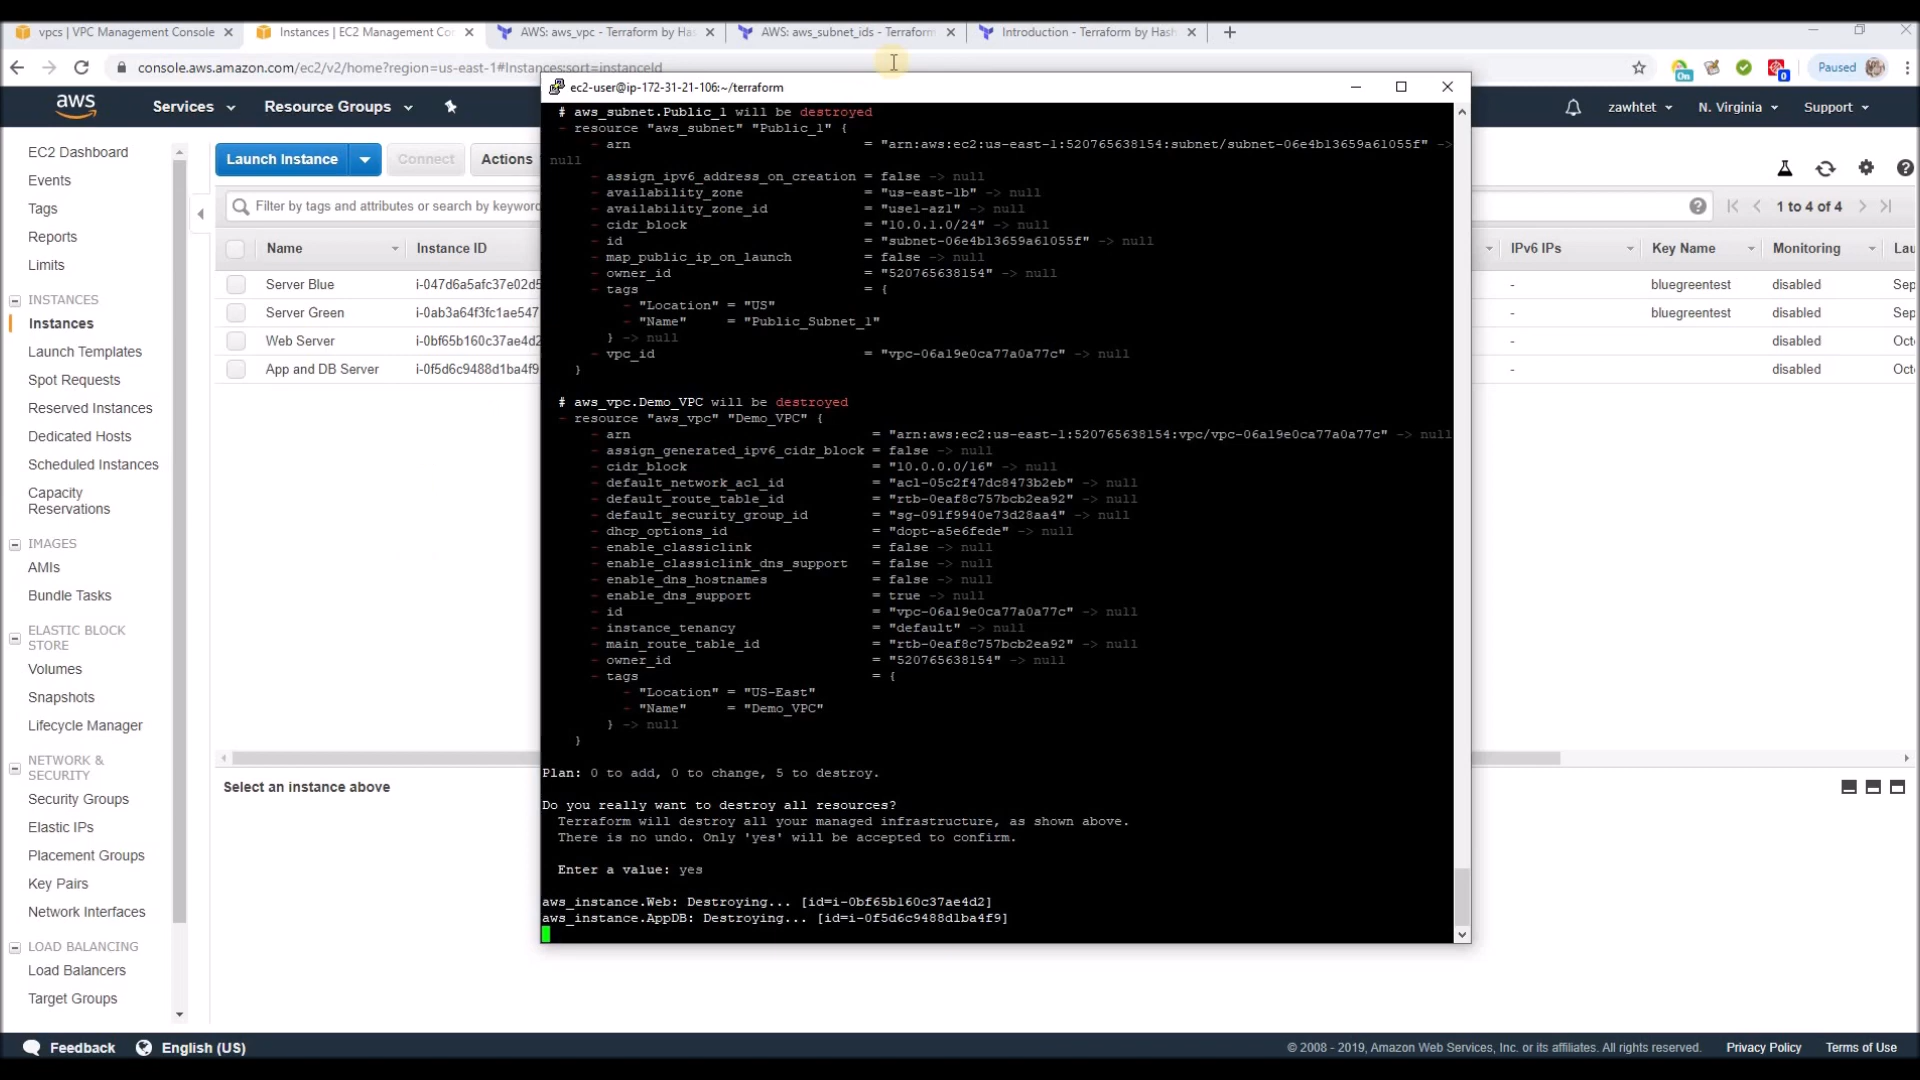 vpcs | VPC Management Console
Instances | EC2 Management Con
AWS: aws_vpc - Terraform by Has
AWS: aws_subnet_ids - Terraform
Introduction - Terraform by Hash
console.aws.amazon.com/ec2/v2/home?region=us-east-1#Instances:sort=instanceId
On
0
Paused
aws
Services
Resource Groups
zawhtet
N. Virginia
Support
EC2 Dashboard
Events
Tags
Reports
Limits
INSTANCES
Instances
Launch Templates
Spot Requests
Reserved Instances
Dedicated Hosts
Scheduled Instances
Capacity
Reservations
IMAGES
AMIs
Bundle Tasks
ELASTIC BLOCK
STORE
Volumes
Snapshots
Lifecycle Manager
NETWORK &
SECURITY
Security Groups
Elastic IPs
Placement Groups
Key Pairs
Network Interfaces
LOAD BALANCING
Load Balancers
Target Groups
Launch Instance
Connect
Actions
Filter by tags and attributes or search by keyword
1 to 4 of 4
Name Instance ID IPv6 IPs Key Name Monitoring Lau
Server Blue i-047d6a5afc37e02d5 - bluegreentest disabled Sep
Server Green i-0ab3a64f3fc1ae547 - bluegreentest disabled Sep
Web Server i-0bf65b160c37ae4d2 - disabled Octo
App and DB Server i-0f5d6c9488d1ba4f9 - disabled Octo
Select an instance above
ec2-user@ip-172-31-21-106:~/terraform
# aws_subnet.Public_1 will be destroyed
- resource "aws_subnet" "Public_1" {
- arn = "arn:aws:ec2:us-east-1:520765638154:subnet/subnet-06e4b13659a61055f" ->
null
- assign_ipv6_address_on_creation = false -> null
- availability_zone = "us-east-1b" -> null
- availability_zone_id = "use1-az1" -> null
- cidr_block = "10.0.1.0/24" -> null
- id = "subnet-06e4b13659a61055f" -> null
- map_public_ip_on_launch = false -> null
- owner_id = "520765638154" -> null
- tags = {
- "Location" = "US"
- "Name" = "Public_Subnet_1"
} -> null
- vpc_id = "vpc-06a19e0ca77a0a77c" -> null
}
# aws_vpc.Demo_VPC will be destroyed
- resource "aws_vpc" "Demo_VPC" {
- arn = "arn:aws:ec2:us-east-1:520765638154:vpc/vpc-06a19e0ca77a0a77c" -> null
- assign_generated_ipv6_cidr_block = false -> null
- cidr_block = "10.0.0.0/16" -> null
- default_network_acl_id = "acl-05c2f47dc8473b2eb" -> null
- default_route_table_id = "rtb-0eaf8c757bcb2ea92" -> null
- default_security_group_id = "sg-091f9940e73d28aa4" -> null
- dhcp_options_id = "dopt-a5e6fede" -> null
- enable_classiclink = false -> null
- enable_classiclink_dns_support = false -> null
- enable_dns_hostnames = false -> null
- enable_dns_support = true -> null
- id = "vpc-06a19e0ca77a0a77c" -> null
- instance_tenancy = "default" -> null
- main_route_table_id = "rtb-0eaf8c757bcb2ea92" -> null
- owner_id = "520765638154" -> null
- tags = {
- "Location" = "US-East"
- "Name" = "Demo_VPC"
} -> null
}
Plan: 0 to add, 0 to change, 5 to destroy.
Do you really want to destroy all resources?
Terraform will destroy all your managed infrastructure, as shown above.
There is no undo. Only 'yes' will be accepted to confirm.
Enter a value: yes
aws_instance.Web: Destroying... [id=i-0bf65b160c37ae4d2]
aws_instance.AppDB: Destroying... [id=i-0f5d6c9488d1ba4f9]
Feedback
English (US)
© 2008 - 2019, Amazon Web Services, Inc. or its affiliates. All rights reserved.
Privacy Policy
Terms of Use